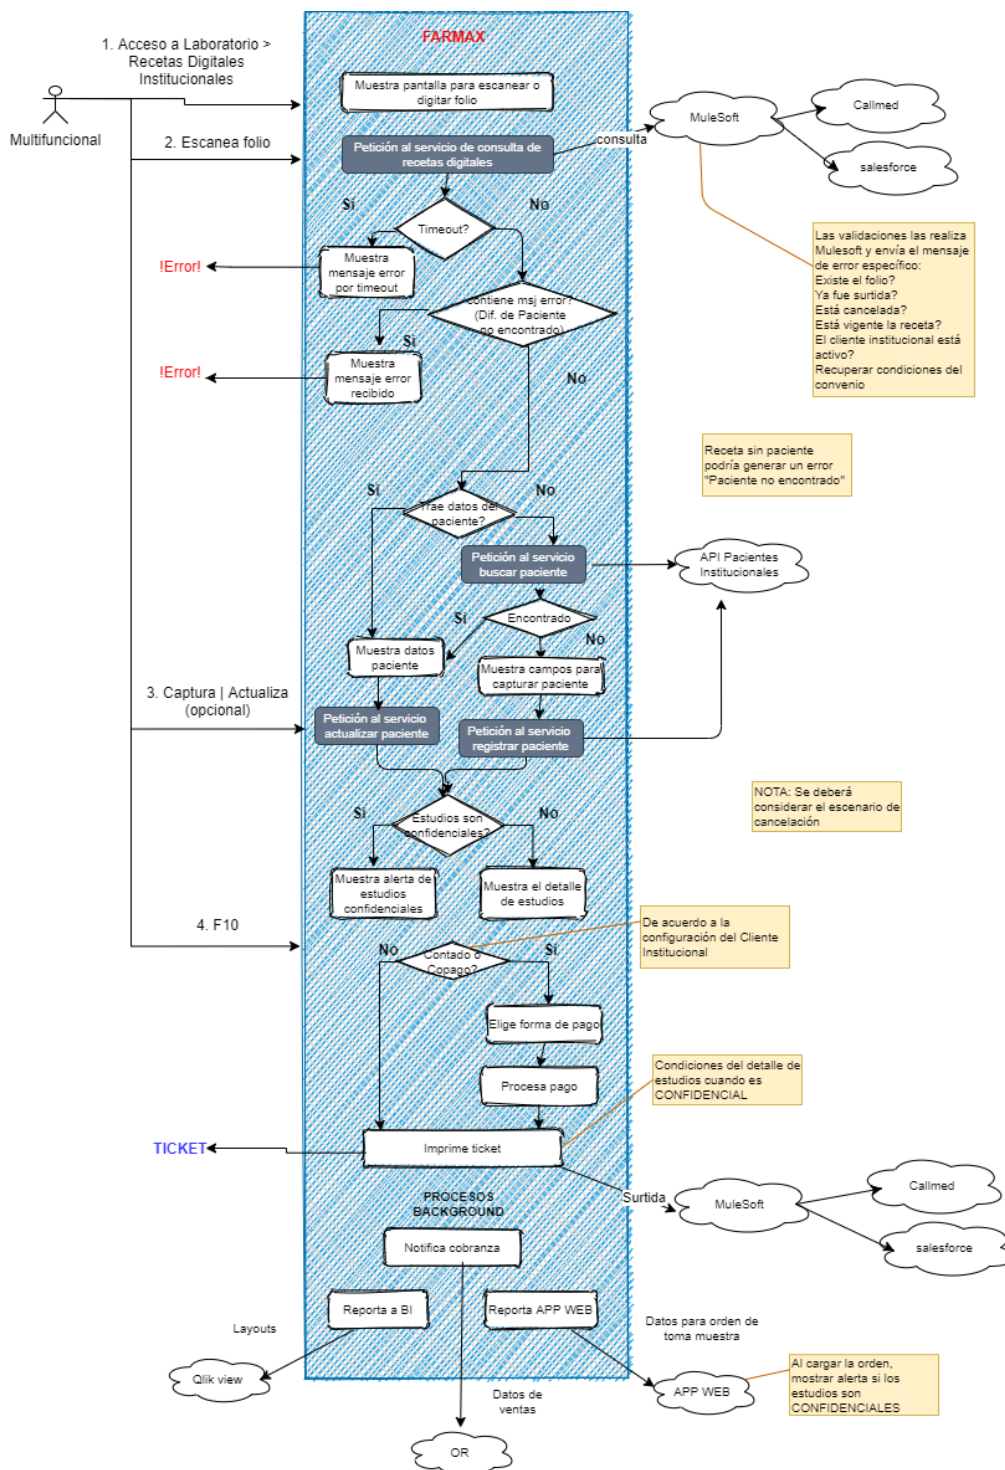 1. Acceso a Laboratorio >
Recetas Digitales
Institucionales
FARMAX
Muestra pantalla para escanear o
digitar folio
Multifuncional
2. Escanea folio
Petición al servicio de consulta de
recetas digitales
consulta
MuleSoft
Callmed
salesforce
Si
No
Timeout?
!Error!
Muestra
mensaje error
por timeout
Las validaciones las realiza
Mulesoft y envía el mensaje
de error específico:
Existe el folio?
Ya fue surtida?
Está cancelada?
Está vigente la receta?
El cliente institucional está
activo?
Recuperar condiciones del
convenio
Contiene msj error?
(Dif. de Paciente
no encontrado)
Si
No
!Error!
Muestra
mensaje error
recibido
Receta sin paciente
podría generar un error
"Paciente no encontrado"
Si
No
Trae datos del
paciente?
Petición al servicio
buscar paciente
API Pacientes
Institucionales
Si
Encontrado
No
Muestra datos
paciente
Muestra campos para
capturar paciente
3. Captura | Actualiza
(opcional)
Petición al servicio
actualizar paciente
Petición al servicio
registrar paciente
NOTA: Se deberá
considerar el escenario de
cancelación
Si
No
Estudios son
confidenciales?
Muestra alerta de
estudios
confidenciales
Muestra el detalle
de estudios
4. F10
De acuerdo a la
configuración del Cliente
Institucional
No
Si
Contado o
Copago?
Elige forma de pago
Procesa pago
Condiciones del detalle de
estudios cuando es
CONFIDENCIAL
TICKET
Imprime ticket
Surtida
MuleSoft
Callmed
salesforce
PROCESOS
BACKGROUND
Notifica cobranza
Reporta a BI
Reporta APP WEB
Layouts
Datos para orden de
toma muestra
Qlik view
APP WEB
Al cargar la orden,
mostrar alerta si los
estudios son
CONFIDENCIALES
Datos de
ventas
OR